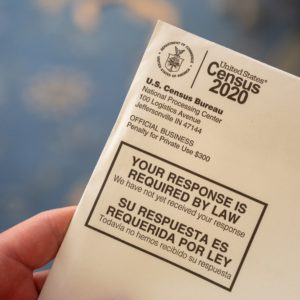 United States®
Census
2020
U.S. Census Bureau
National Processing Center
100 Logistics Avenue
Jeffersonville IN 47144
OFFICIAL BUSINESS
Penalty for Private Use $300
YOUR RESPONSE IS
REQUIRED BY LAW
We have not yet received your response
SU RESPUESTA ES
REQUERIDA POR LEY
Todavía no hemos recibido su respuesta